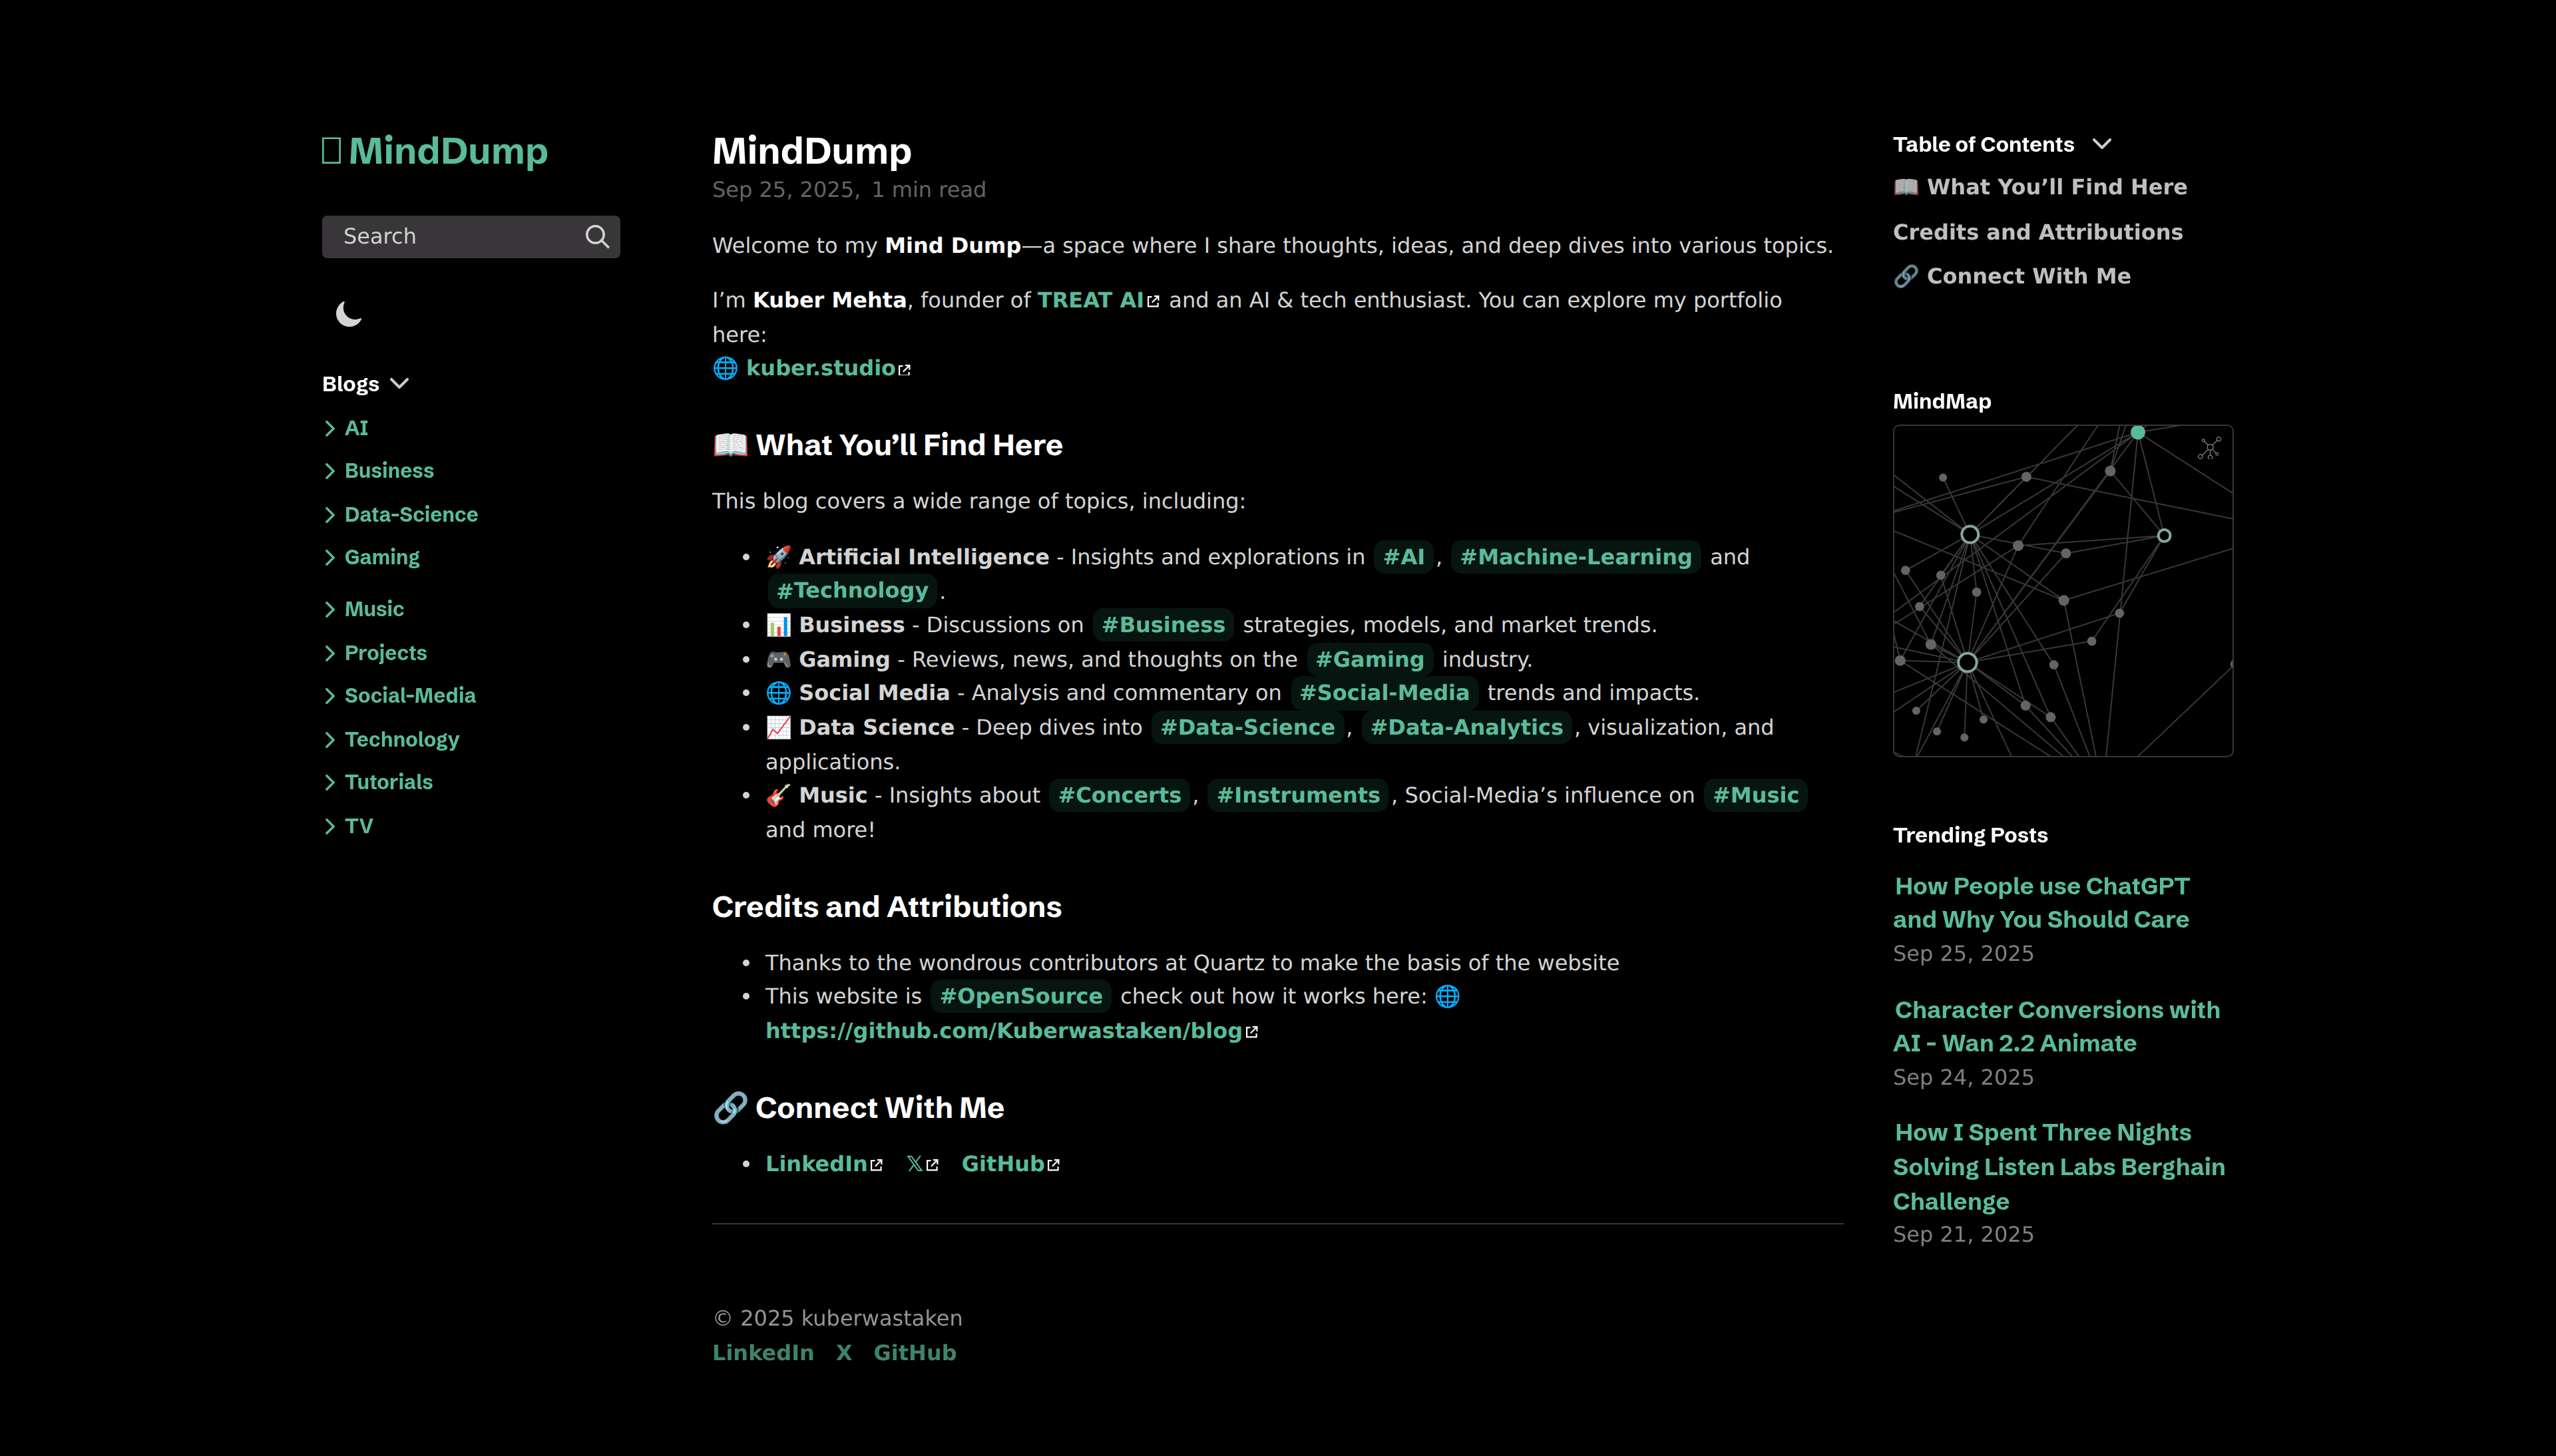 MindDump
Search
Blogs
AI
Business
Data-Science
Gaming
Music
Projects
Social-Media
Technology
Tutorials
TV
MindDump
Sep 25, 2025, 1 min read
Welcome to my Mind Dump—a space where I share thoughts, ideas, and deep dives into various topics.
I’m Kuber Mehta, founder of TREAT AI and an AI & tech enthusiast. You can explore my portfolio
here:
🌐 kuber.studio
📖 What You’ll Find Here
This blog covers a wide range of topics, including:
• 🚀 Artificial Intelligence - Insights and explorations in #AI, #Machine-Learning and
#Technology.
• 📊 Business - Discussions on #Business strategies, models, and market trends.
• 🎮 Gaming - Reviews, news, and thoughts on the #Gaming industry.
• 🌐 Social Media - Analysis and commentary on #Social-Media trends and impacts.
• 📈 Data Science - Deep dives into #Data-Science, #Data-Analytics, visualization, and
applications.
• 🎸 Music - Insights about #Concerts, #Instruments, Social-Media’s influence on #Music
and more!
Credits and Attributions
• Thanks to the wondrous contributors at Quartz to make the basis of the website
• This website is #OpenSource check out how it works here: 🌐
https://github.com/Kuberwastaken/blog
🔗 Connect With Me
• LinkedIn 𝕏 GitHub
© 2025 kuberwastaken
LinkedIn X GitHub
Table of Contents
📖 What You’ll Find Here
Credits and Attributions
🔗 Connect With Me
MindMap
Trending Posts
How People use ChatGPT
and Why You Should Care
Sep 25, 2025
Character Conversions with
AI - Wan 2.2 Animate
Sep 24, 2025
How I Spent Three Nights
Solving Listen Labs Berghain
Challenge
Sep 21, 2025